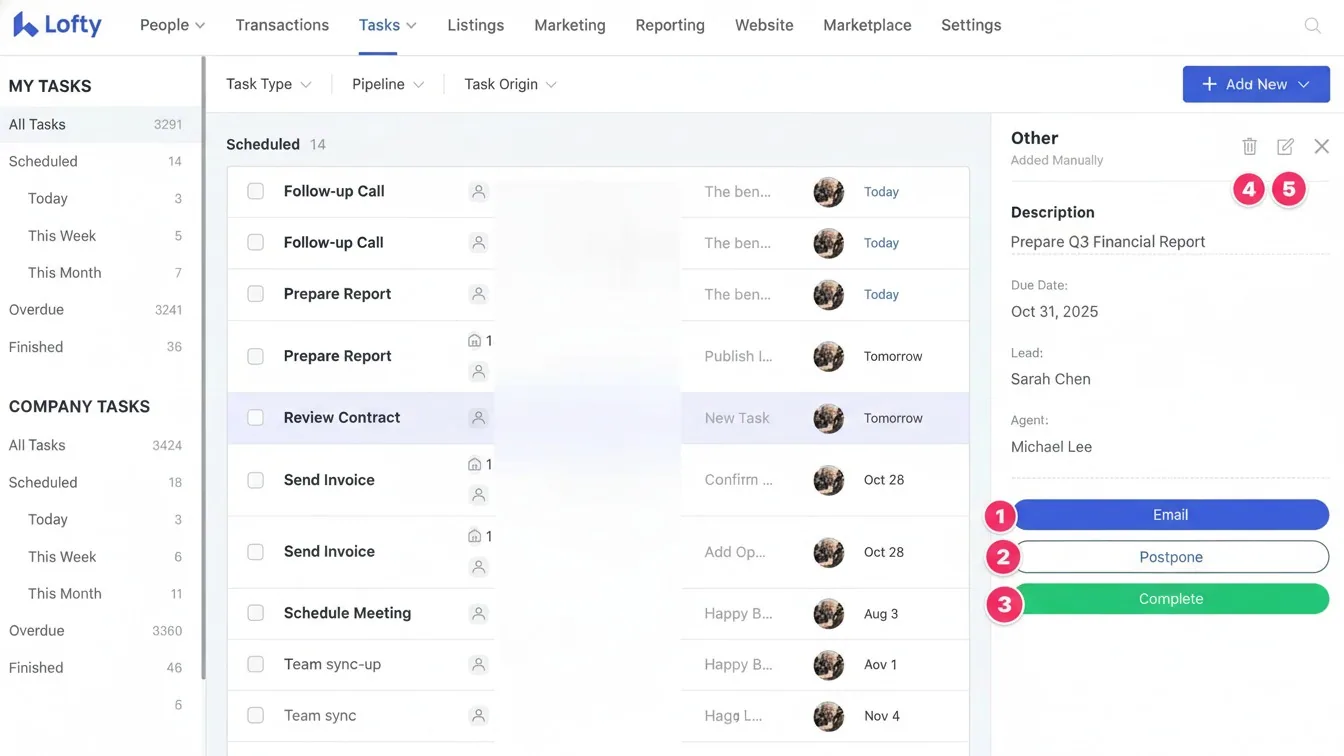 Lofty
People
Transactions
Tasks
Listings
Marketing
Reporting
Website
Marketplace
Settings
MY TASKS
All Tasks 3291
Scheduled 14
Today 3
This Week 5
This Month 7
Overdue 3241
Finished 36
COMPANY TASKS
All Tasks 3424
Scheduled 18
Today 3
This Week 6
This Month 11
Overdue 3360
Finished 46
6
Task Type
Pipeline
Task Origin
+ Add New
Scheduled 14
Follow-up Call The ben... Today
Follow-up Call The ben... Today
Prepare Report The ben... Today
Prepare Report 1 Publish I... Tomorrow
Review Contract New Task Tomorrow
Send Invoice 1 Confirm ... Oct 28
Send Invoice 1 Add Op... Oct 28
Schedule Meeting Happy B... Aug 3
Team sync-up Happy B... Aov 1
Team sync Hagg L... Nov 4
Other
Added Manually
4 5
Description
Prepare Q3 Financial Report
Due Date:
Oct 31, 2025
Lead:
Sarah Chen
Agent:
Michael Lee
1 Email
2 Postpone
3 Complete